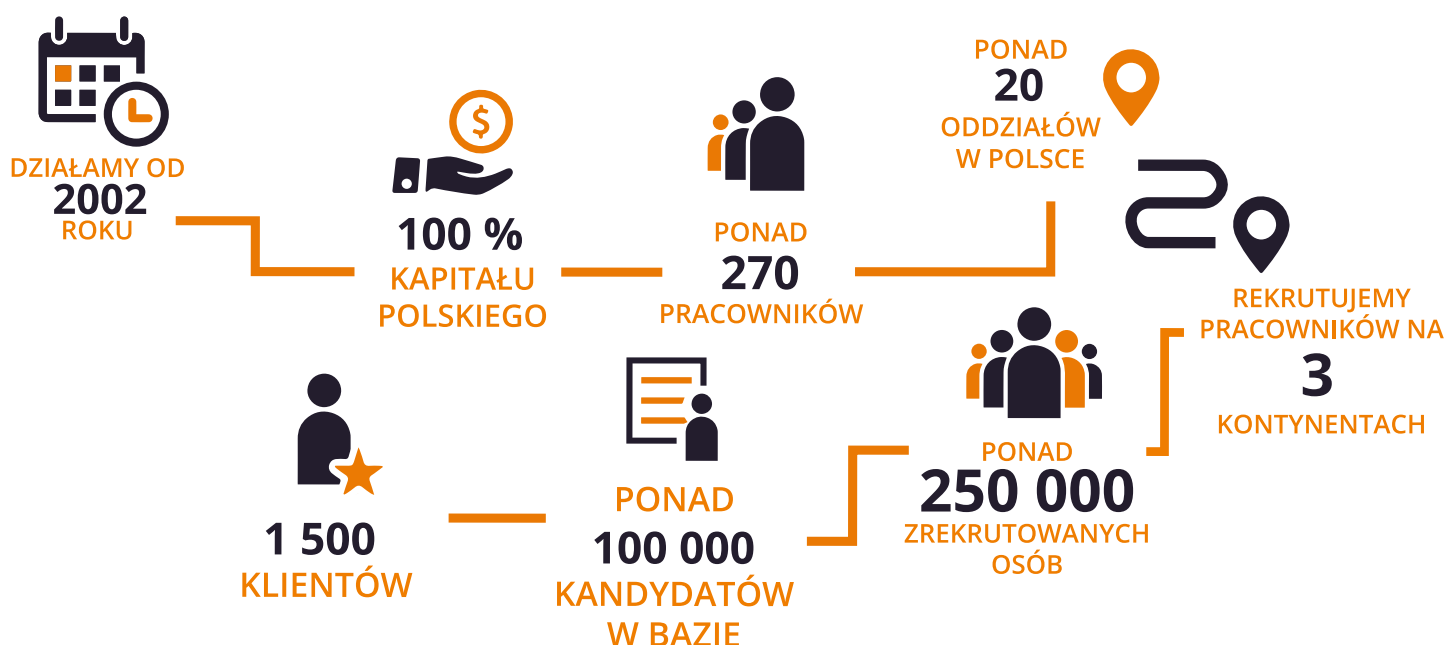 DZIAŁAMY OD
2002
ROKU
$
100 %
KAPITAŁU
POLSKIEGO
PONAD
270
PRACOWNIKÓW
PONAD
20
ODDZIAŁÓW
W POLSCE
REKRUTUJEMY
PRACOWNIKÓW NA
3
KONTYNENTACH
PONAD
250 000
ZREKRUTOWANYCH
OSÓB
PONAD
100 000
KANDYDATÓW
W BAZIE
1 500
KLIENTÓW